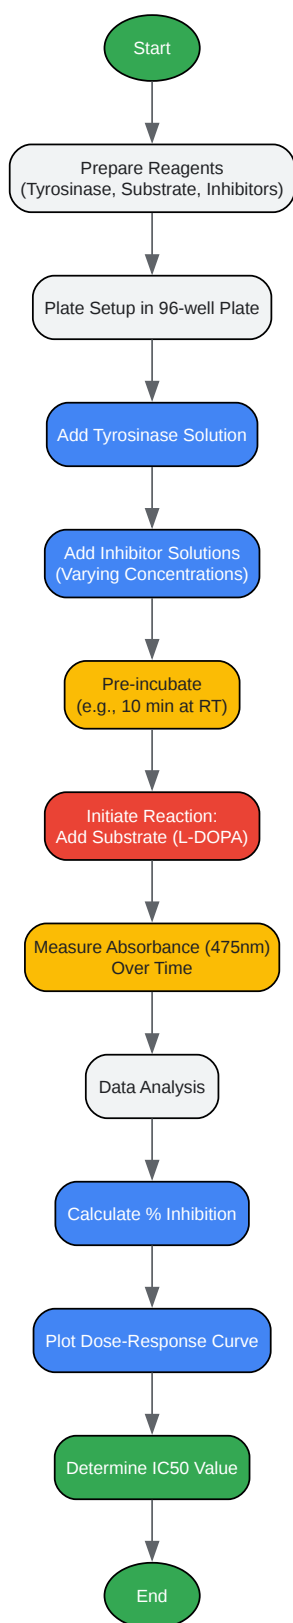 Start
Prepare Reagents
(Tyrosinase, Substrate, Inhibitors)
Plate Setup in 96-well Plate
Add Tyrosinase Solution
Add Inhibitor Solutions
(Varying Concentrations)
Pre-incubate
(e.g., 10 min at RT)
Initiate Reaction:
Add Substrate (L-DOPA)
Measure Absorbance (475nm)
Over Time
Data Analysis
Calculate % Inhibition
Plot Dose-Response Curve
Determine IC50 Value
End